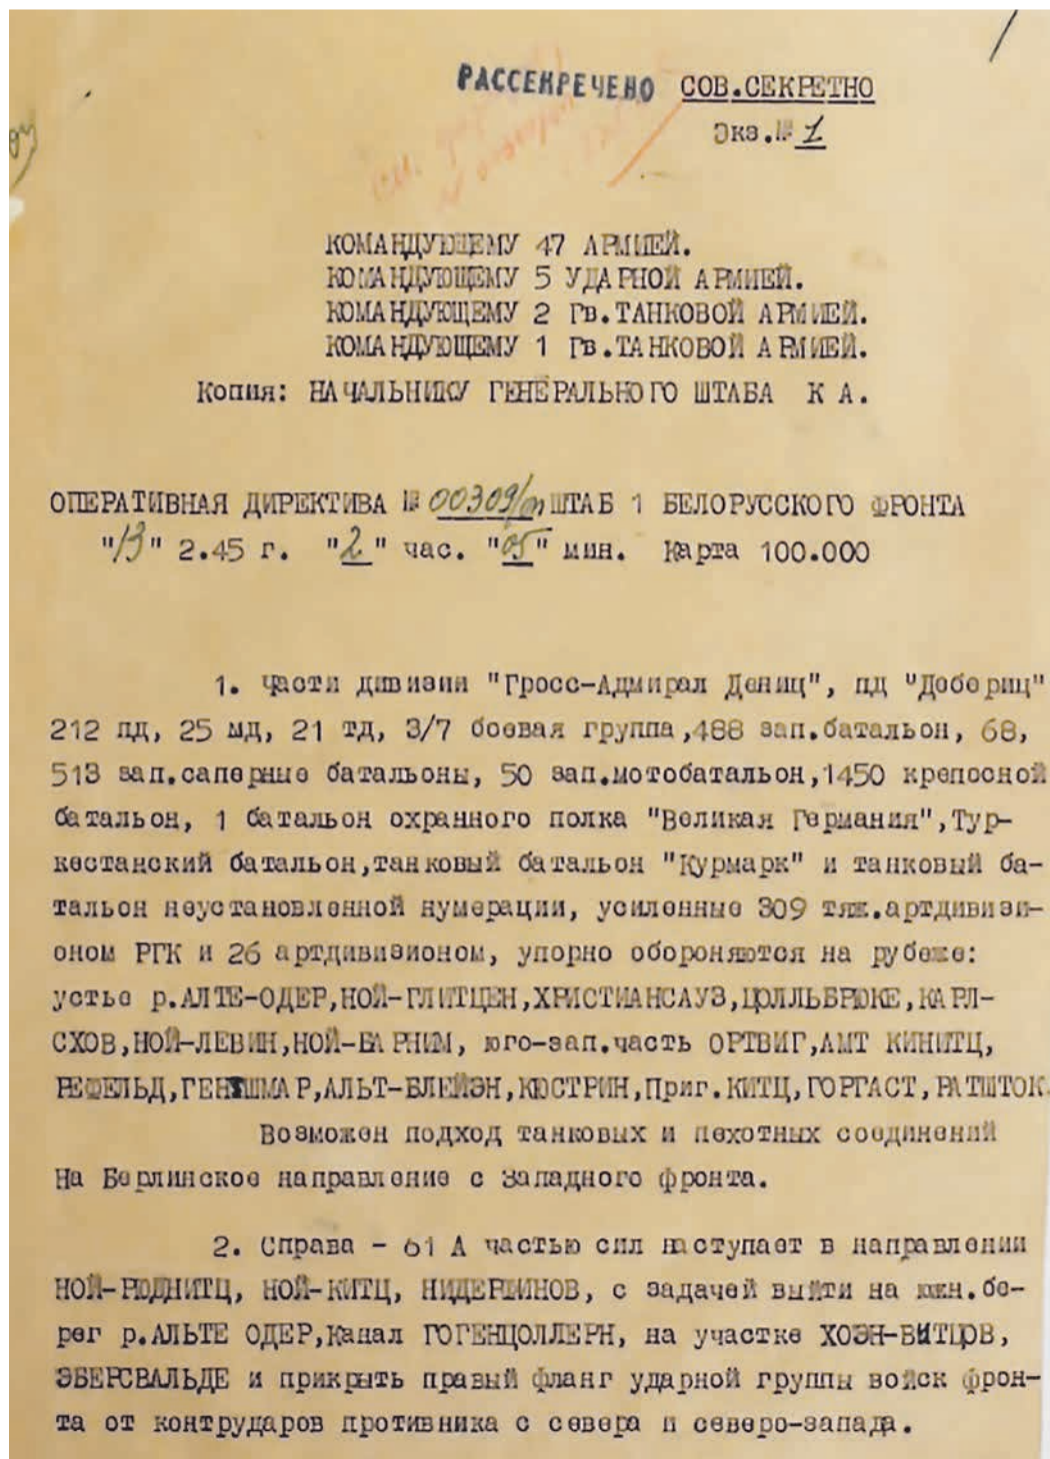 РАССЕКРЕЧЕНО СОВ.СЕКРЕТНО
Экз.№ 1
КОМАНДУЮЩЕМУ 47 АРМИЕЙ.
КОМАНДУЮЩЕМУ 5 УДАРНОЙ АРМИЕЙ.
КОМАНДУЮЩЕМУ 2 Гв.ТАНКОВОЙ АРМИЕЙ.
КОМАНДУЮЩЕМУ 1 Гв.ТАНКОВОЙ АРМИЕЙ.
Копия: НАЧАЛЬНИКУ ГЕНЕРАЛЬНОГО ШТАБА К А.
ОПЕРАТИВНАЯ ДИРЕКТИВА № 00309/оп ШТАБ 1 БЕЛОРУССКОГО ФРОНТА
"13" 2.45 г. "2" час. "05" мин. Карта 100.000
1. Части дивизии "Гросс-Адмирал Дениц", пд "Добериц"
212 пд, 25 мд, 21 тд, 3/7 боевая группа,488 зап.батальон, 68,
513 зап.саперные батальоны, 50 зап.мотобатальон,1450 крепосной
батальон, 1 батальон охранного полка "Великая Германия",Тур-
кестанский батальон,танковый батальон "Курмарк" и танковый ба-
тальон неустановленной нумерации, усиленные 309 тяж.артдивизи-
оном РГК и 26 артдивизионом, упорно обороняются на рубеже:
устье р.АЛТЕ-ОДЕР,НОЙ-ГЛИТЦЕН,ХРИСТИАНСАУЗ,ЦОЛЛЬБРЮКЕ,КАРЛ-
СХОВ,НОЙ-ЛЕВИН,НОЙ-БАРНИМ, юго-зап.часть ОРТВИГ,АМТ КИНИТЦ,
РЕФЕЛЬД,ГЕНТШМАР,АЛЬТ-БЛЕЙЭН,КЮСТРИН,Приг.КИТЦ,ГОРГАСТ,РАТШТОК.
Возможен подход танковых и пехотных соединений
На Берлинское направление с Западного фронта.
2. Справа - 61 А частью сил наступает в направлении
НОЙ-РЮДНИТЦ, НОЙ-КИТЦ, НИДЕРФИНОВ, с задачей выйти на южн.бе-
рег р.АЛЬТЕ ОДЕР,Канал ГОГЕНЦОЛЛЕРН, на участке ХОЭН-ВИТЦОВ,
ЭБЕРСВАЛЬДЕ и прикрыть правый фланг ударной группы войск фрон-
та от контрударов противника с севера и северо-запада.